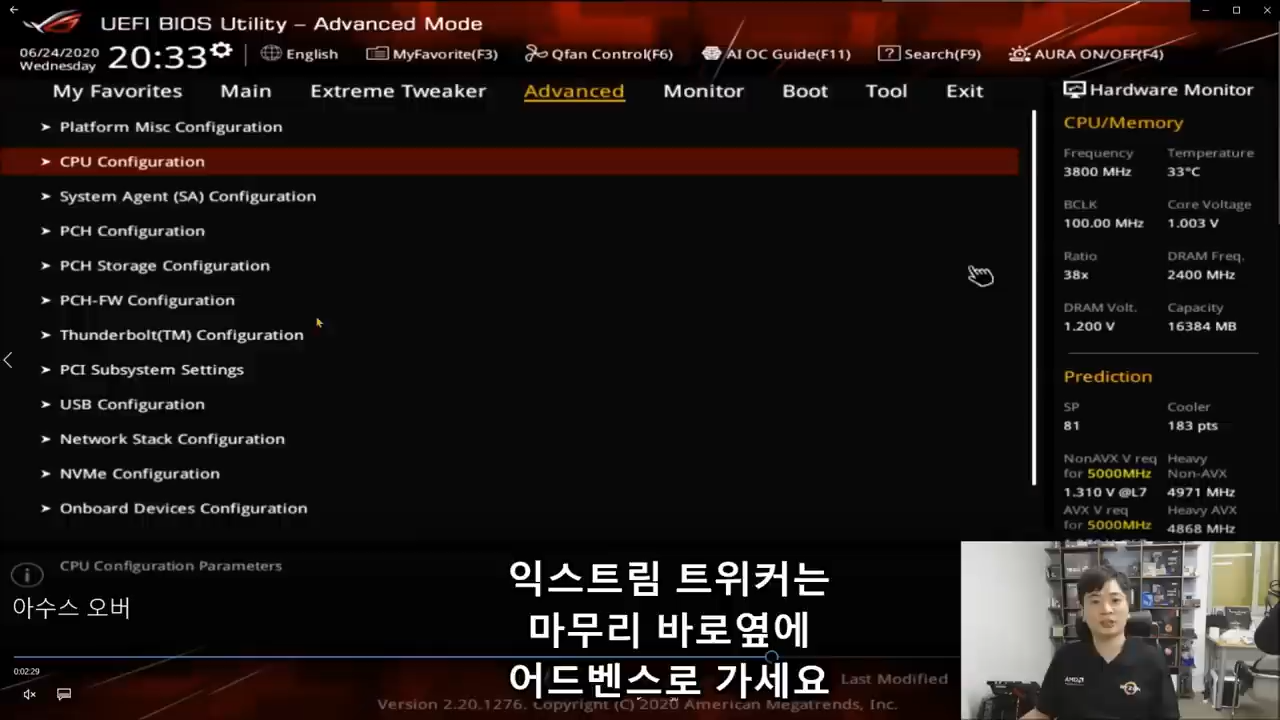 UEFI BIOS Utility – Advanced Mode
06/24/2020
Wednesday
20:33
English
MyFavorite(F3)
Qfan Control(F6)
AI OC Guide(F11)
Search(F9)
AURA ON/OFF(F4)
My Favorites
Main
Extreme Tweaker
Advanced
Monitor
Boot
Tool
Exit
Platform Misc Configuration
CPU Configuration
System Agent (SA) Configuration
PCH Configuration
PCH Storage Configuration
PCH-FW Configuration
Thunderbolt(TM) Configuration
PCI Subsystem Settings
USB Configuration
Network Stack Configuration
NVMe Configuration
Onboard Devices Configuration
Hardware Monitor
CPU/Memory
Frequency Temperature
3800 MHz 33°C
BCLK Core Voltage
100.00 MHz 1.003 V
Ratio DRAM Freq.
38x 2400 MHz
DRAM Volt. Capacity
1.200 V 16384 MB
Prediction
SP Cooler
81 183 pts
NonAVX V req Heavy
for 5000MHz Non-AVX
1.310 V @L7 4971 MHz
AVX V req Heavy AVX
for 5000MHz 4868 MHz
CPU Configuration Parameters
아수스 오버
익스트림 트위커는
마무리 바로옆에
어드벤스로 가세요
0:02:29
Last Modified
Version 2.20.1276. Copyright (C) 2020 American Megatrends, Inc.
AMD
RYZEN